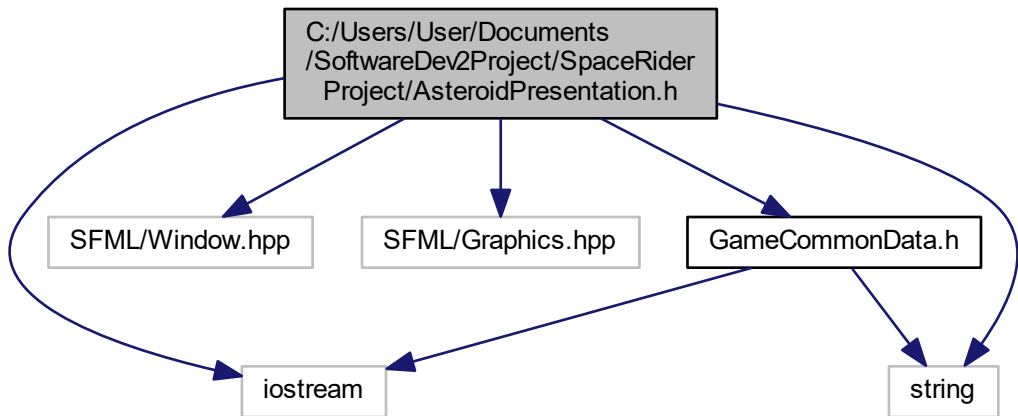 C:/Users/User/Documents
/SoftwareDev2Project/SpaceRider
Project/AsteroidPresentation.h
SFML/Window.hpp
SFML/Graphics.hpp
GameCommonData.h
iostream
string